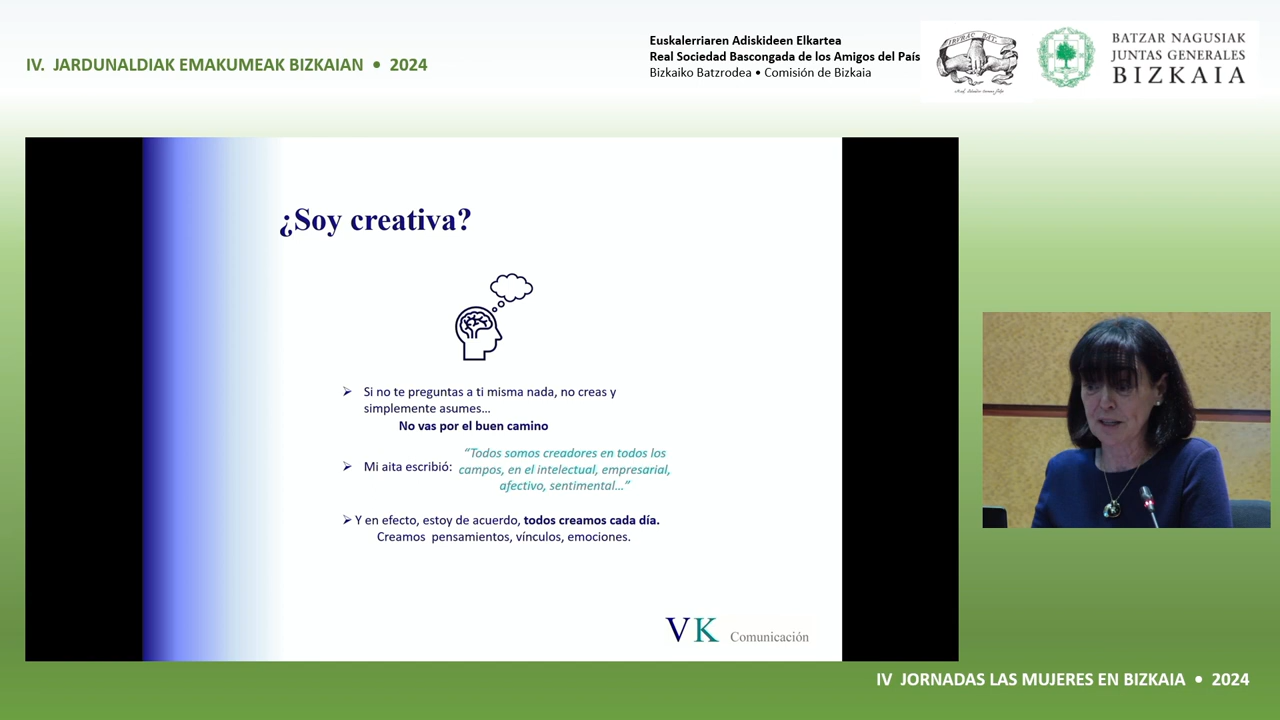 IV. JARDUNALDIAK EMAKUMEAK BIZKAIAN • 2024
Euskalerriaren Adiskideen Elkartea
Real Sociedad Bascongada de los Amigos del País
Bizkaiko Batzrodea • Comisión de Bizkaia
IRURAC BAT
BATZAR NAGUSIAK
JUNTAS GENERALES
BIZKAIA
¿Soy creativa?
➢ Si no te preguntas a ti misma nada, no creas y
simplemente asumes…
No vas por el buen camino
➢ Mi aita escribió: “Todos somos creadores en todos los
campos, en el intelectual, empresarial,
afectivo, sentimental…”
➢ Y en efecto, estoy de acuerdo, todos creamos cada día.
Creamos pensamientos, vínculos, emociones.
VK Comunicación
IV JORNADAS LAS MUJERES EN BIZKAIA • 2024